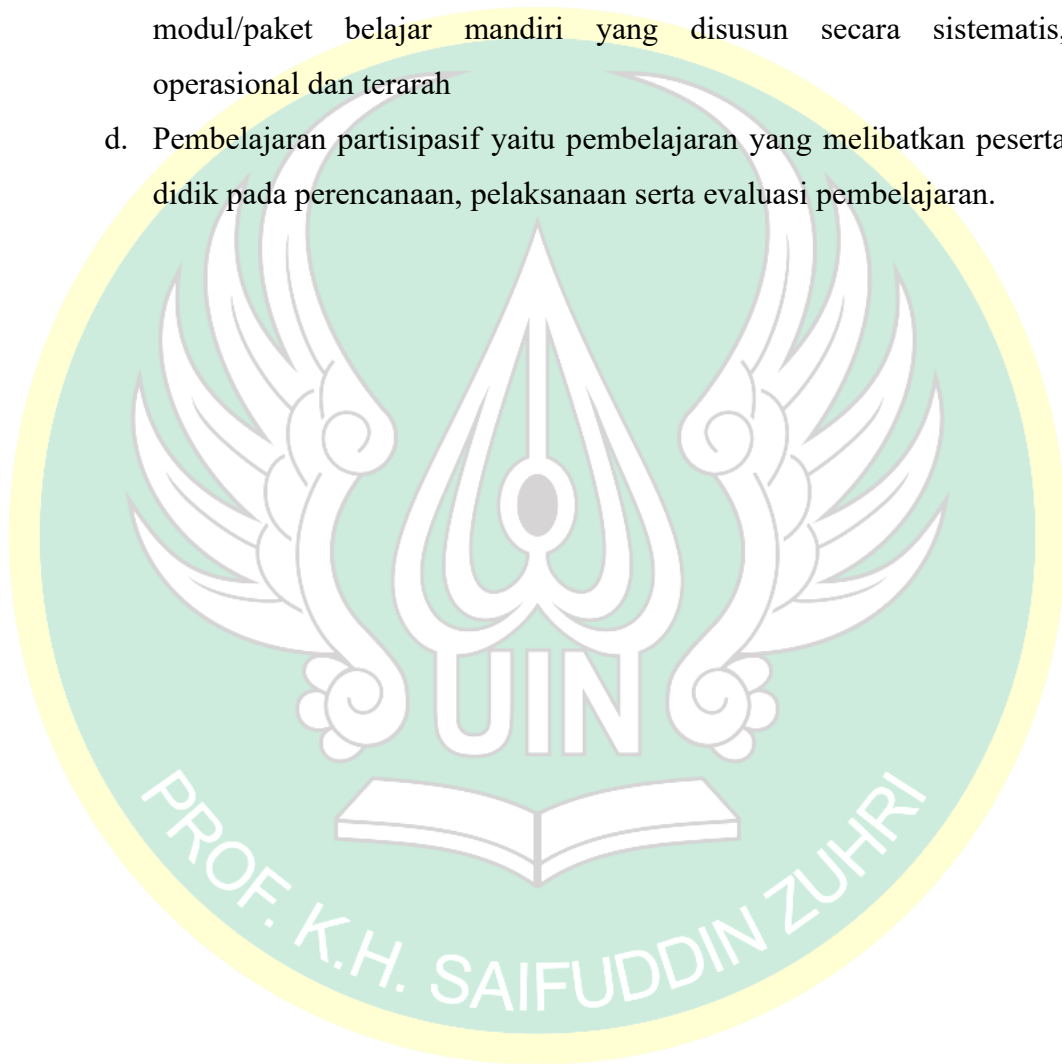 modul/paket belajar mandiri yang disusun secara sistematis,
operasional dan terarah
d. Pembelajaran partisipasif yaitu pembelajaran yang melibatkan peserta
didik pada perencanaan, pelaksanaan serta evaluasi pembelajaran.
UIN
PROF. K.H. SAIFUDDIN ZUHRI